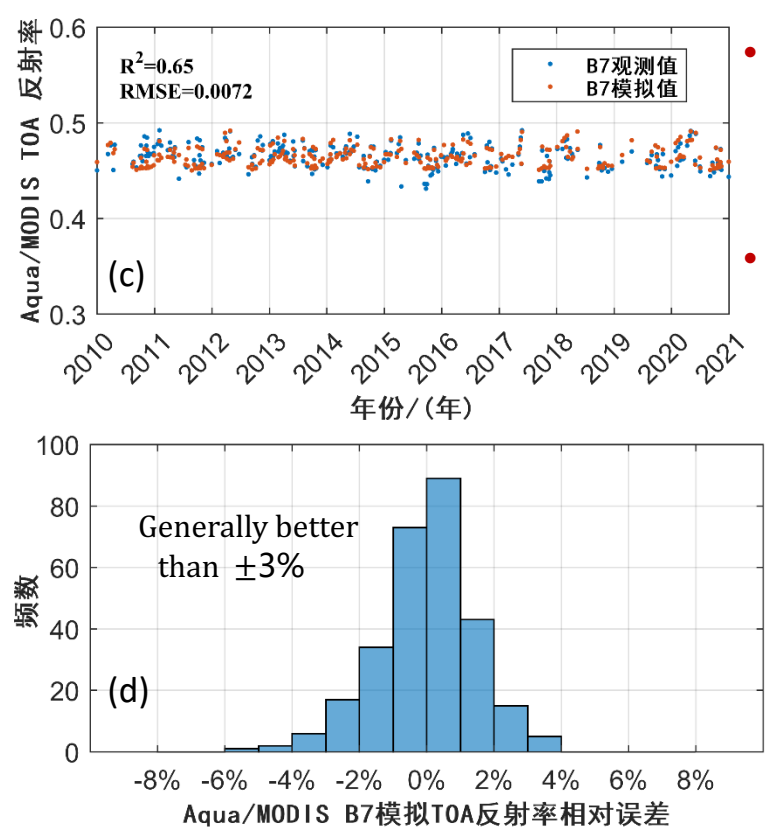 0.6
R²=0.65
RMSE=0.0072
B7观测值
B7模拟值
0.5
0.4
0.3
(c)
Aqua/MODIS TOA 反射率
2010 2011 2012 2013 2014 2015 2016 2017 2018 2019 2020 2021
年份/(年)
100
80
60
40
20
0
频数
Generally better
than ±3%
(d)
-8% -6% -4% -2% 0% 2% 4% 6% 8%
Aqua/MODIS B7模拟TOA反射率相对误差